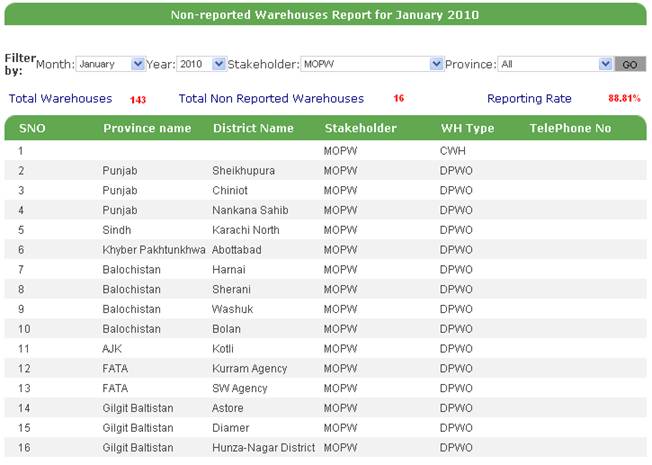 Non-reported Warehouses Report for January 2010
Filter by: Month: January Year: 2010 Stakeholder: MOPW Province: All GO
Total Warehouses 143 Total Non Reported Warehouses 16 Reporting Rate 88.81%
SNO Province name District Name Stakeholder WH Type TelePhone No
1 MOPW CWH
2 Punjab Sheikhupura MOPW DPWO
3 Punjab Chiniot MOPW DPWO
4 Punjab Nankana Sahib MOPW DPWO
5 Sindh Karachi North MOPW DPWO
6 Khyber Pakhtunkhwa Abottabad MOPW DPWO
7 Balochistan Harnai MOPW DPWO
8 Balochistan Sherani MOPW DPWO
9 Balochistan Washuk MOPW DPWO
10 Balochistan Bolan MOPW DPWO
11 AJK Kotli MOPW DPWO
12 FATA Kurram Agency MOPW DPWO
13 FATA SW Agency MOPW DPWO
14 Gilgit Baltistan Astore MOPW DPWO
15 Gilgit Baltistan Diamer MOPW DPWO
16 Gilgit Baltistan Hunza-Nagar District MOPW DPWO